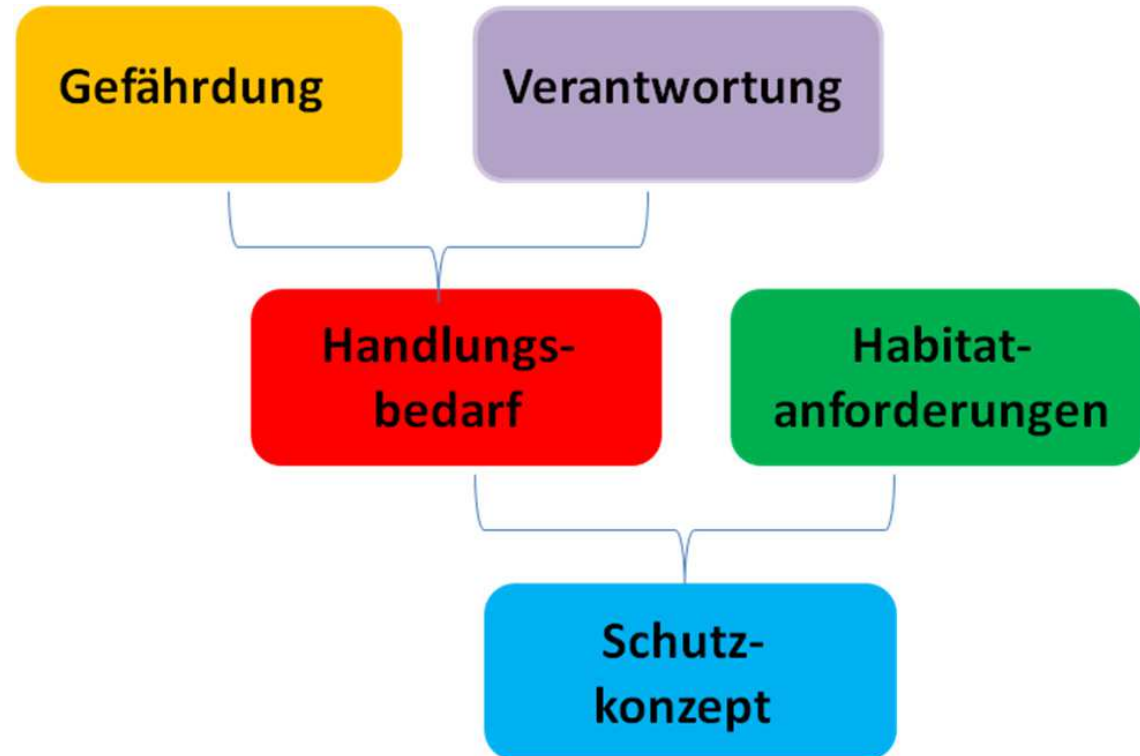 Gefährdung
Verantwortung
Handlungs-
bedarf
Habitat-
anforderungen
Schutz-
konzept